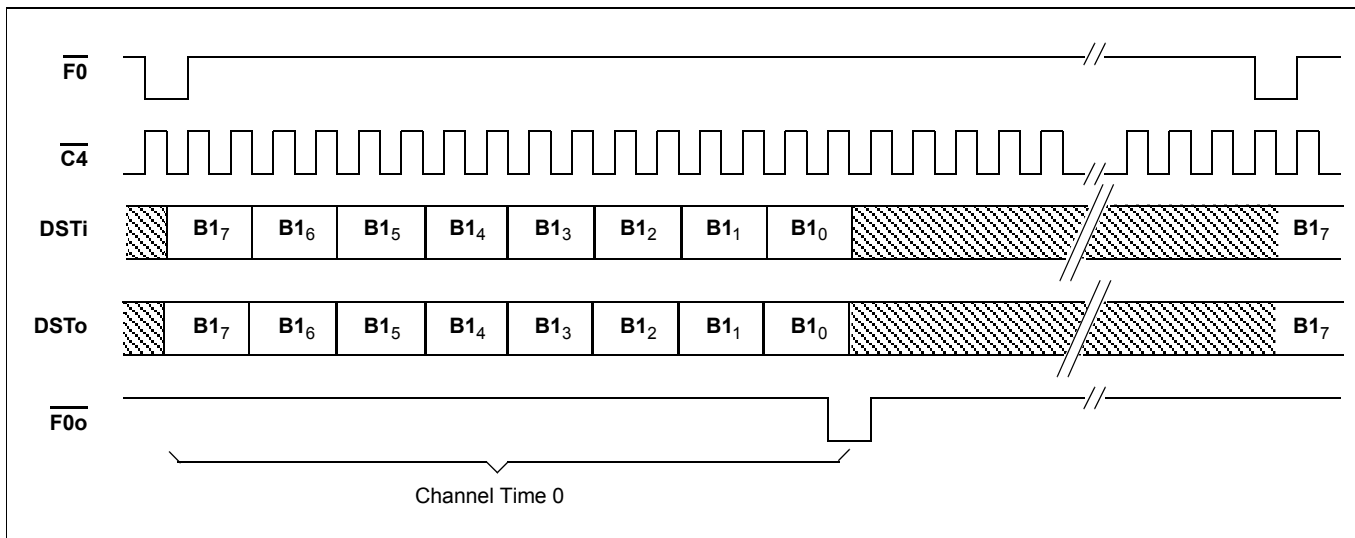 F0
C4
DSTi B1₇ B1₆ B1₅ B1₄ B1₃ B1₂ B1₁ B1₀ B1₇
DSTo B1₇ B1₆ B1₅ B1₄ B1₃ B1₂ B1₁ B1₀ B1₇
F0o
Channel Time 0